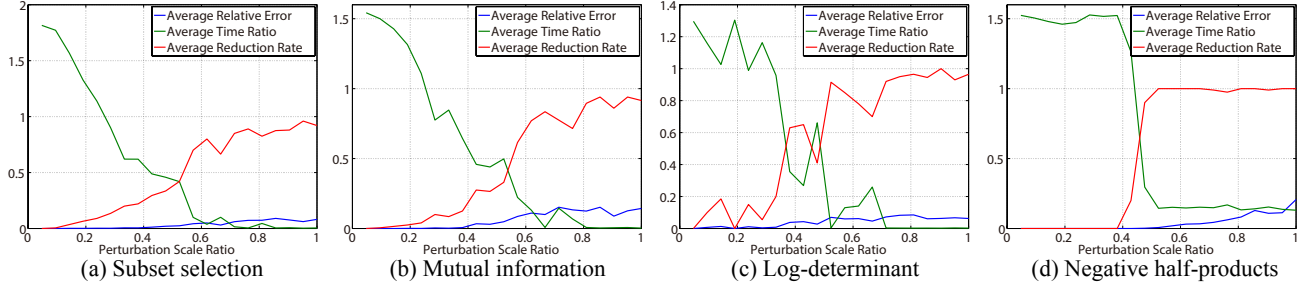 2
1.5
1
0.5
0
0 0.2 0.4 0.6 0.8 1
Average Relative Error
Average Time Ratio
Average Reduction Rate
Perturbation Scale Ratio
(a) Subset selection
1.5
1
0.5
0
0 0.2 0.4 0.6 0.8 1
Average Relative Error
Average Time Ratio
Average Reduction Rate
Perturbation Scale Ratio
(b) Mutual information
1.4
1.2
1.0
0.8
0.6
0.4
0.2
0
0 0.2 0.4 0.6 0.8 1
Average Relative Error
Average Time Ratio
Average Reduction Rate
Perturbation Scale Ratio
(c) Log-determinant
1.5
1
0.5
0
0 0.2 0.4 0.6 0.8 1
Average Relative Error
Average Time Ratio
Average Reduction Rate
Perturbation Scale Ratio
(d) Negative half-products